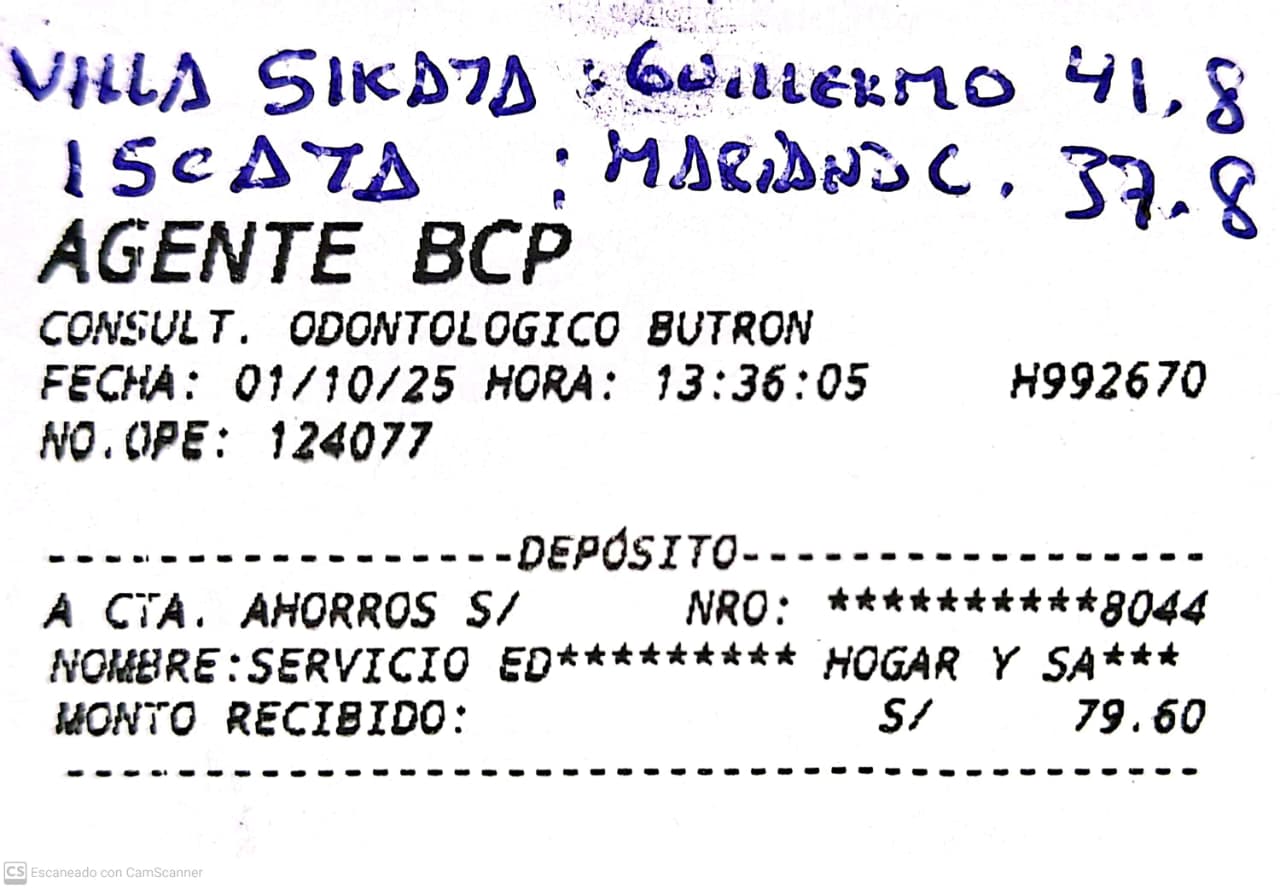 VILLA SIKATA : GUILLERMO 41.8
ISCATA : MARIANO C. 37.8
AGENTE BCP
CONSULT. ODONTOLOGICO BUTRON
FECHA: 01/10/25 HORA: 13:36:05 H992670
NO.OPE: 124077
-----------------DEPÓSITO-----------------
A CTA. AHORROS S/ NRO: **********8044
NOMBRE:SERVICIO ED********* HOGAR Y SA***
MONTO RECIBIDO: S/ 79.60
CS Escaneado con CamScanner